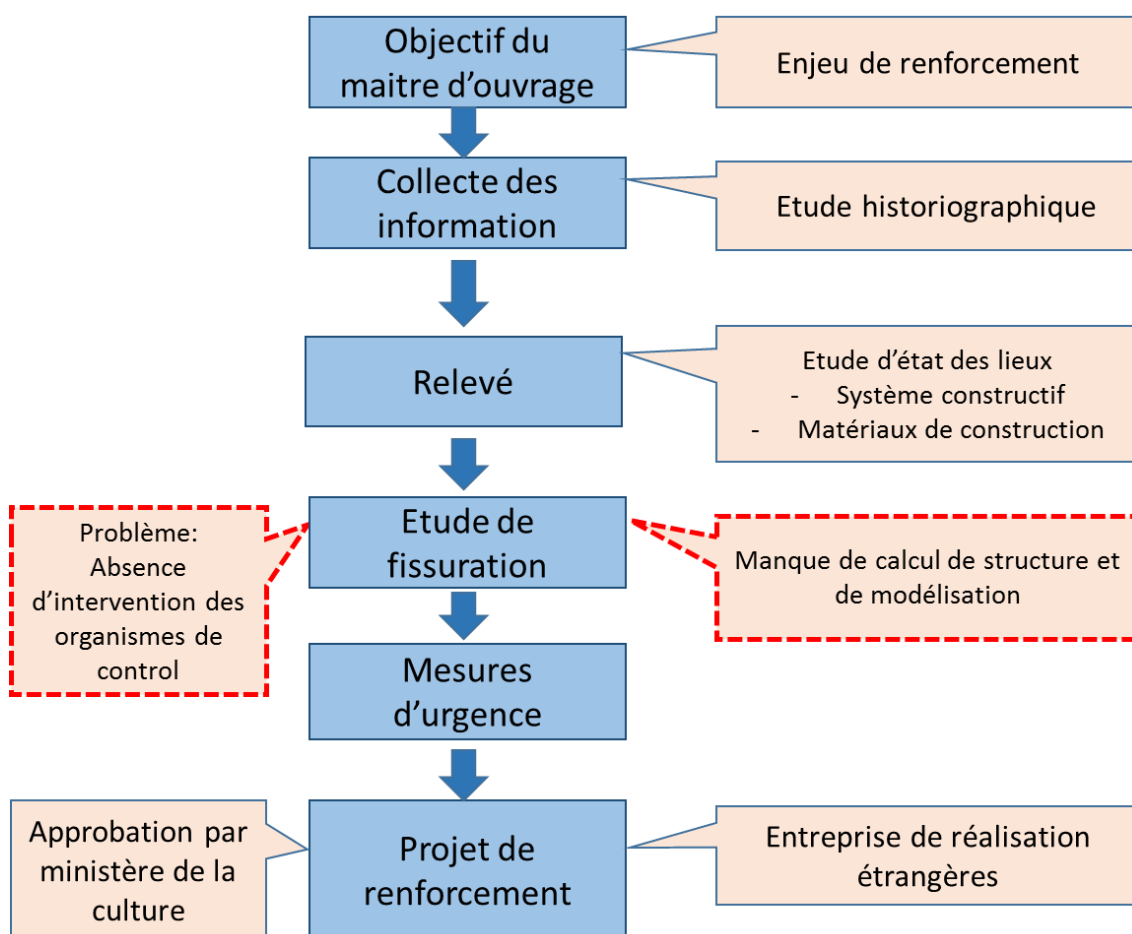 Objectif du
maitre d'ouvrage
Enjeu de renforcement
Collecte des
information
Etude historiographique
Relevé
Etude d'état des lieux
- Système constructif
- Matériaux de construction
Problème:
Absence
d'intervention des
organismes de
control
Etude de
fissuration
Manque de calcul de structure et
de modélisation
Mesures
d'urgence
Approbation par
ministère de la
culture
Projet de
renforcement
Entreprise de réalisation
étrangères